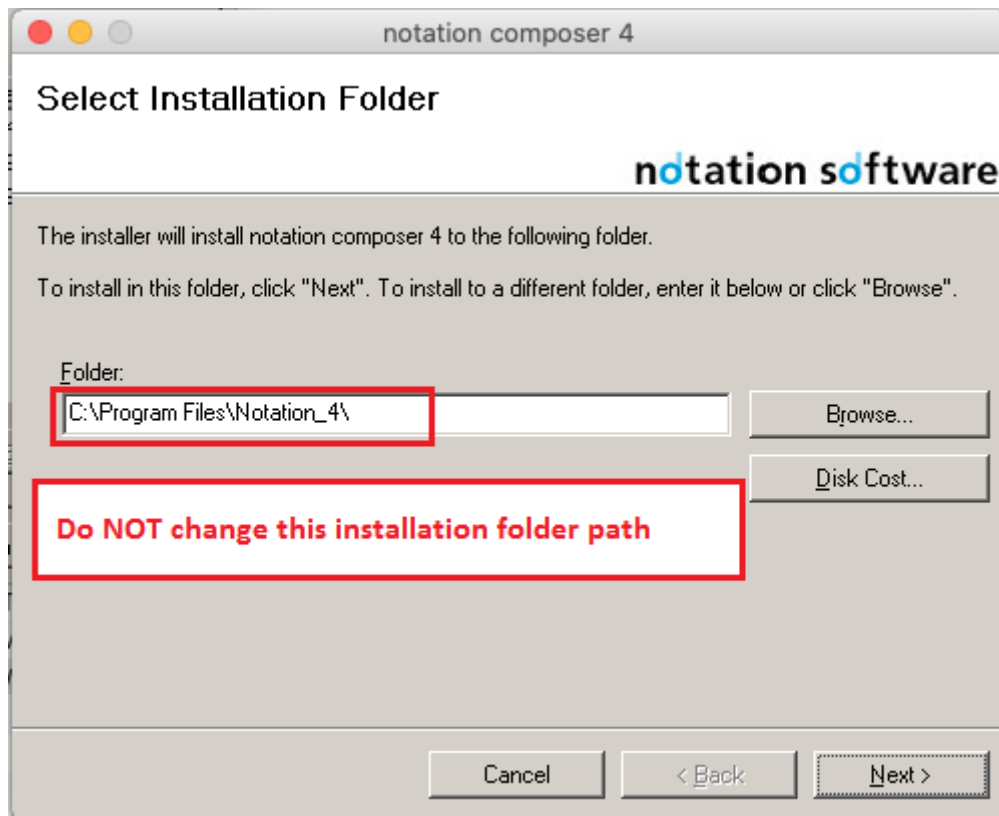 notation composer 4
Select Installation Folder
notation software
The installer will install notation composer 4 to the following folder.
To install in this folder, click "Next". To install to a different folder, enter it below or click "Browse".
Folder:
C:\Program Files\Notation_4\
Browse...
Disk Cost...
Do NOT change this installation folder path
Cancel
< Back
Next >